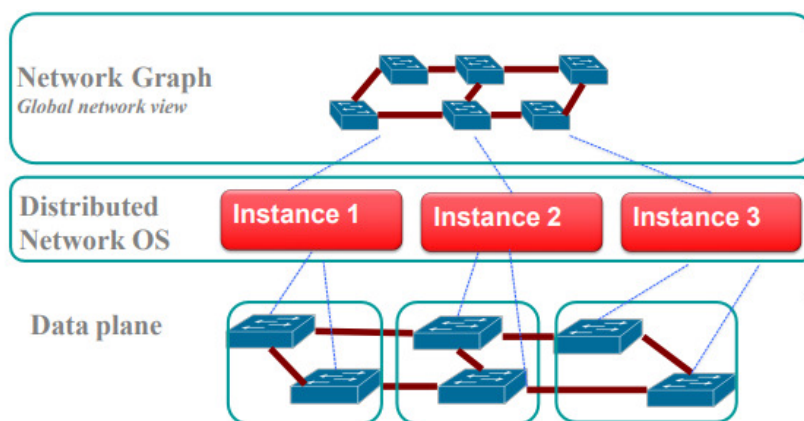 Network Graph
Global network view
Distributed
Network OS
Instance 1
Instance 2
Instance 3
Data plane